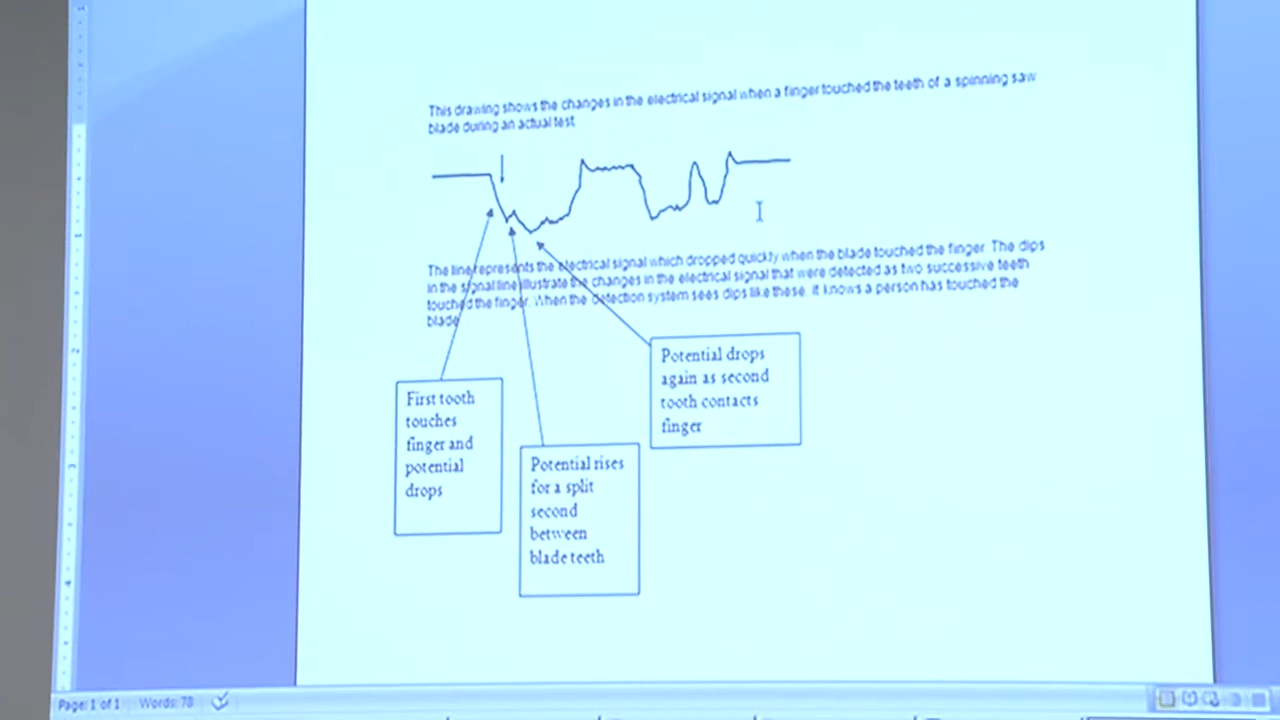 This drawing shows the changes in the electrical signal when a finger touched the teeth of a spinning saw
blade during an actual test.
The line represents the electrical signal which dropped quickly when the blade touched the finger. The dips
in the signal line illustrate the changes in the electrical signal that were detected as two successive teeth
touched the finger. When the detection system sees dips like these, it knows a person has touched the
blade.
First tooth
touches
finger and
potential
drops
Potential rises
for a split
second
between
blade teeth
Potential drops
again as second
tooth contacts
finger
Page: 1 of 1 Words: 78